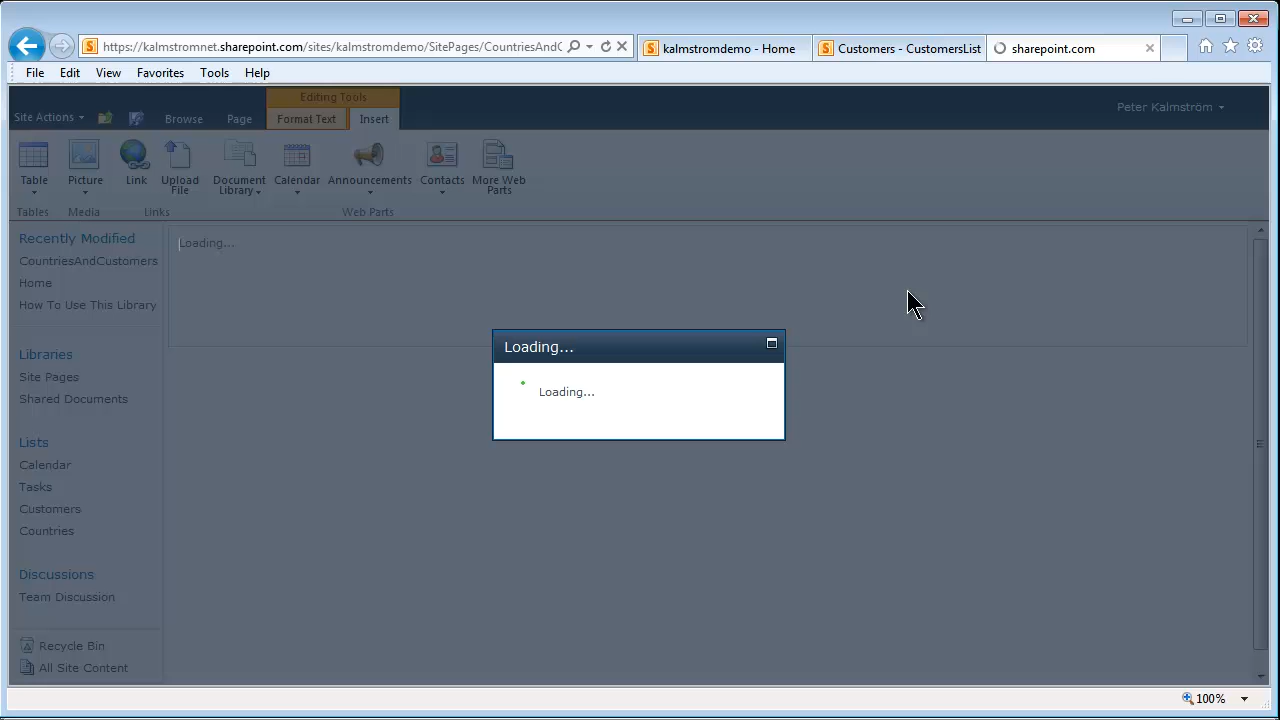 https://kalmstromnet.sharepoint.com/sites/kalmstromdemo/SitePages/CountriesAndC
kalmstromdemo - Home
Customers - CustomersList
sharepoint.com
File Edit View Favorites Tools Help
Editing Tools
Site Actions
Browse
Page
Format Text
Insert
Peter Kalmström
Table
Picture
Link
Upload File
Document Library
Calendar
Announcements
Contacts
More Web Parts
Tables
Media
Links
Web Parts
Recently Modified
CountriesAndCustomers
Home
How To Use This Library
Libraries
Site Pages
Shared Documents
Lists
Calendar
Tasks
Customers
Countries
Discussions
Team Discussion
Recycle Bin
All Site Content
Loading...
Loading...
Loading...
100%